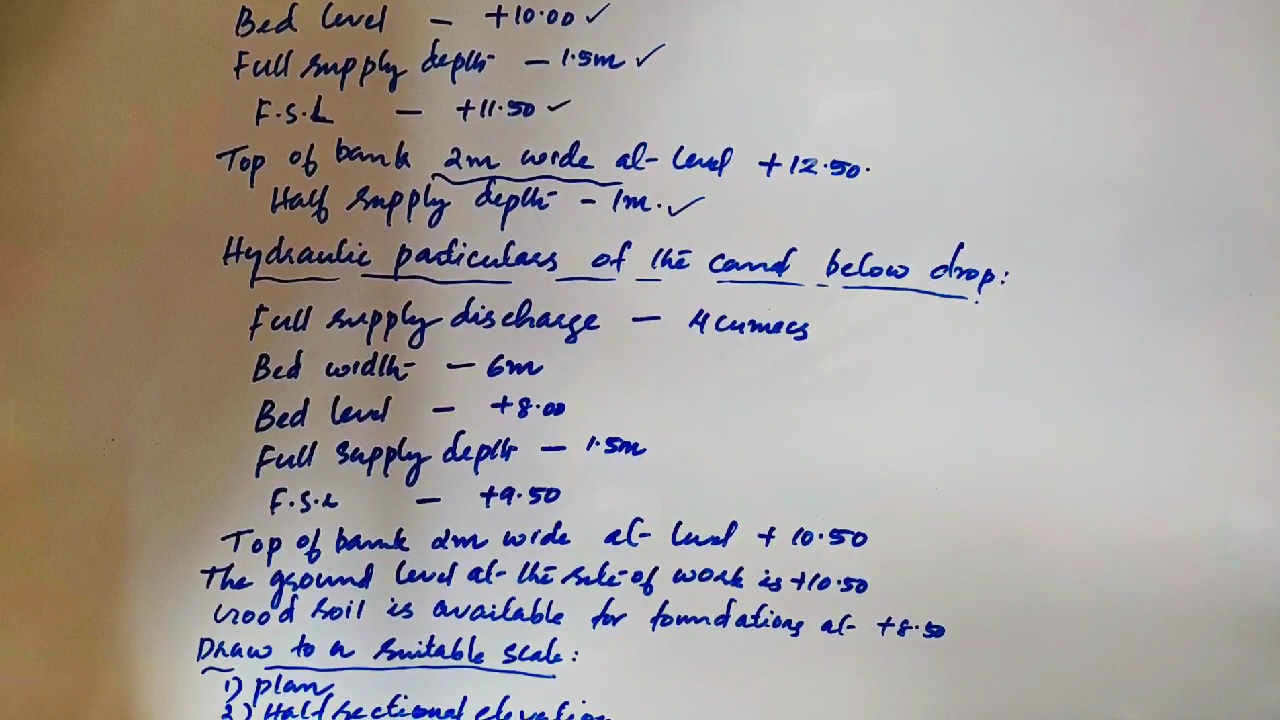 Bed level - +10.00 ✓
Full supply depth - 1.5m ✓
F.S.L - +11.50 ✓
Top of bank 2m wide at level +12.50.
Half supply depth - 1m. ✓
Hydraulic particulars of the canal below drop:
Full supply discharge - 4 cumecs
Bed width - 6m
Bed level - +8.00
Full supply depth - 1.5m
F.S.L - +9.50
Top of bank 2m wide at level +10.50
The ground level at the site of work is +10.50
Good soil is available for foundations at +8.50
Draw to a suitable scale:
1) plan
2) Half sectional elevation